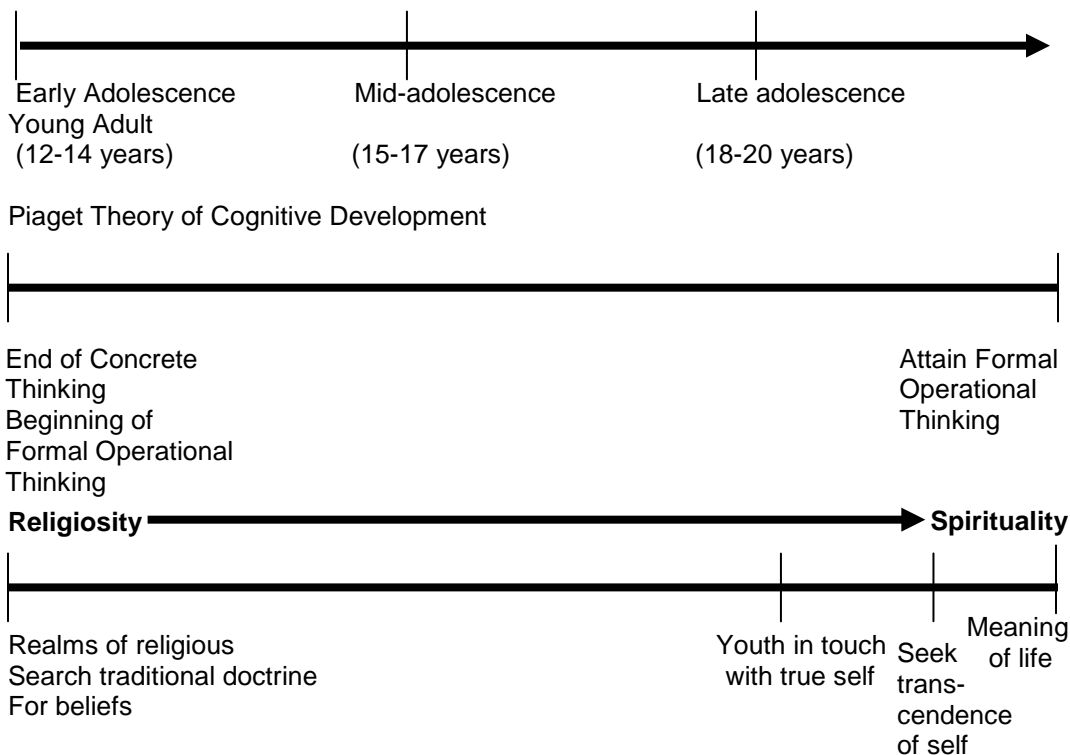 Early Adolescence Mid-adolescence Late adolescence
Young Adult
(12-14 years) (15-17 years) (18-20 years)
Piaget Theory of Cognitive Development
End of Concrete
Thinking
Beginning of
Formal Operational
Thinking
Attain Formal
Operational
Thinking
Religiosity Spirituality
Realms of religious
Search traditional doctrine
For beliefs
Youth in touch
with true self
Seek
trans-
cendence
of self
Meaning
of life